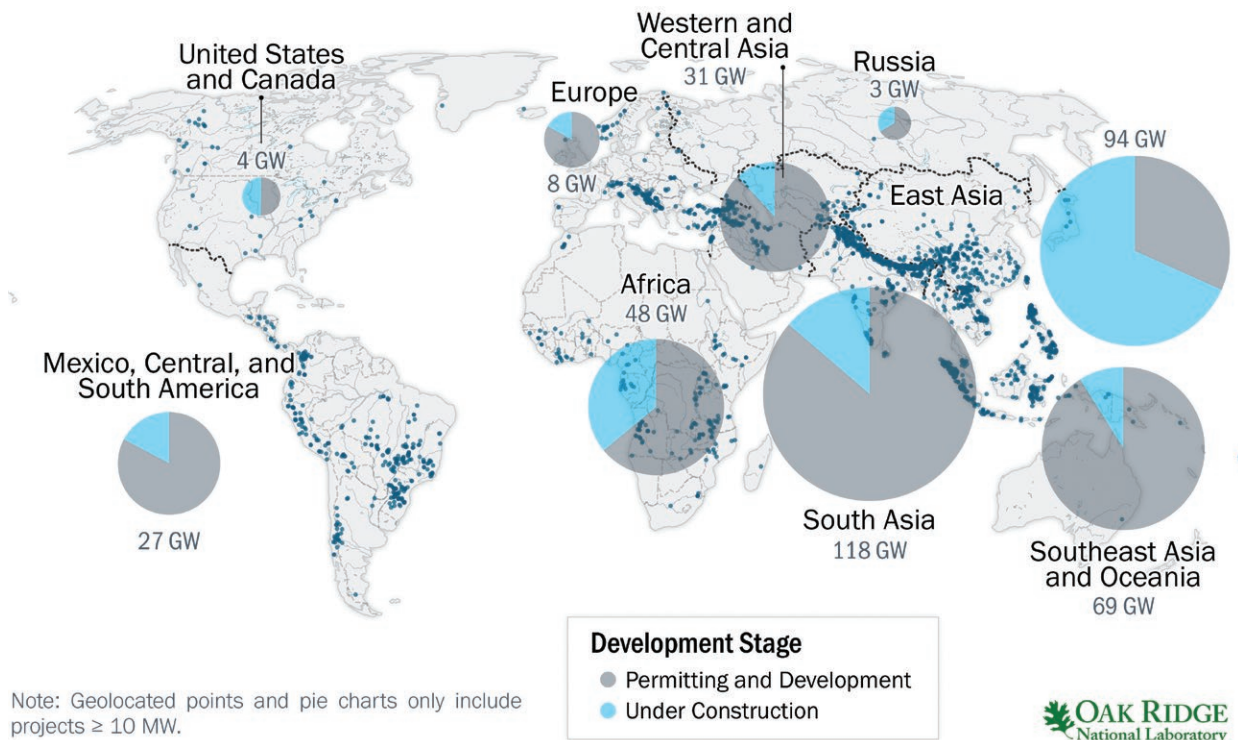 United States
and Canada
4 GW
Europe
8 GW
Western and
Central Asia
31 GW
Russia
3 GW
East Asia
94 GW
Africa
48 GW
Mexico, Central, and
South America
27 GW
South Asia
118 GW
Southeast Asia
and Oceania
69 GW
Development Stage
Permitting and Development
Under Construction
Note: Geolocated points and pie charts only include
projects ≥ 10 MW.
OAK RIDGE
National Laboratory